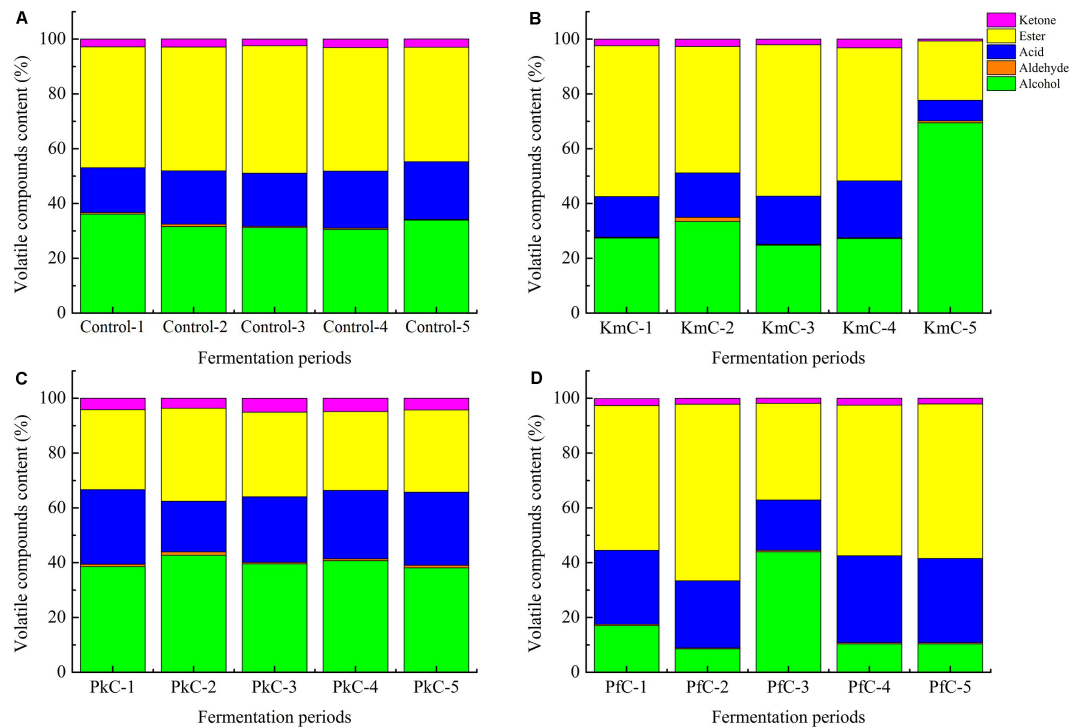 A
Volatile compounds content (%)
100
80
60
40
20
0
Control-1 Control-2 Control-3 Control-4 Control-5
Fermentation periods
B
Volatile compounds content (%)
100
80
60
40
20
0
KmC-1 KmC-2 KmC-3 KmC-4 KmC-5
Fermentation periods
Ketone
Ester
Acid
Aldehyde
Alcohol
C
Volatile compounds content (%)
100
80
60
40
20
0
PkC-1 PkC-2 PkC-3 PkC-4 PkC-5
Fermentation periods
D
Volatile compounds content (%)
100
80
60
40
20
0
PfC-1 PfC-2 PfC-3 PfC-4 PfC-5
Fermentation periods